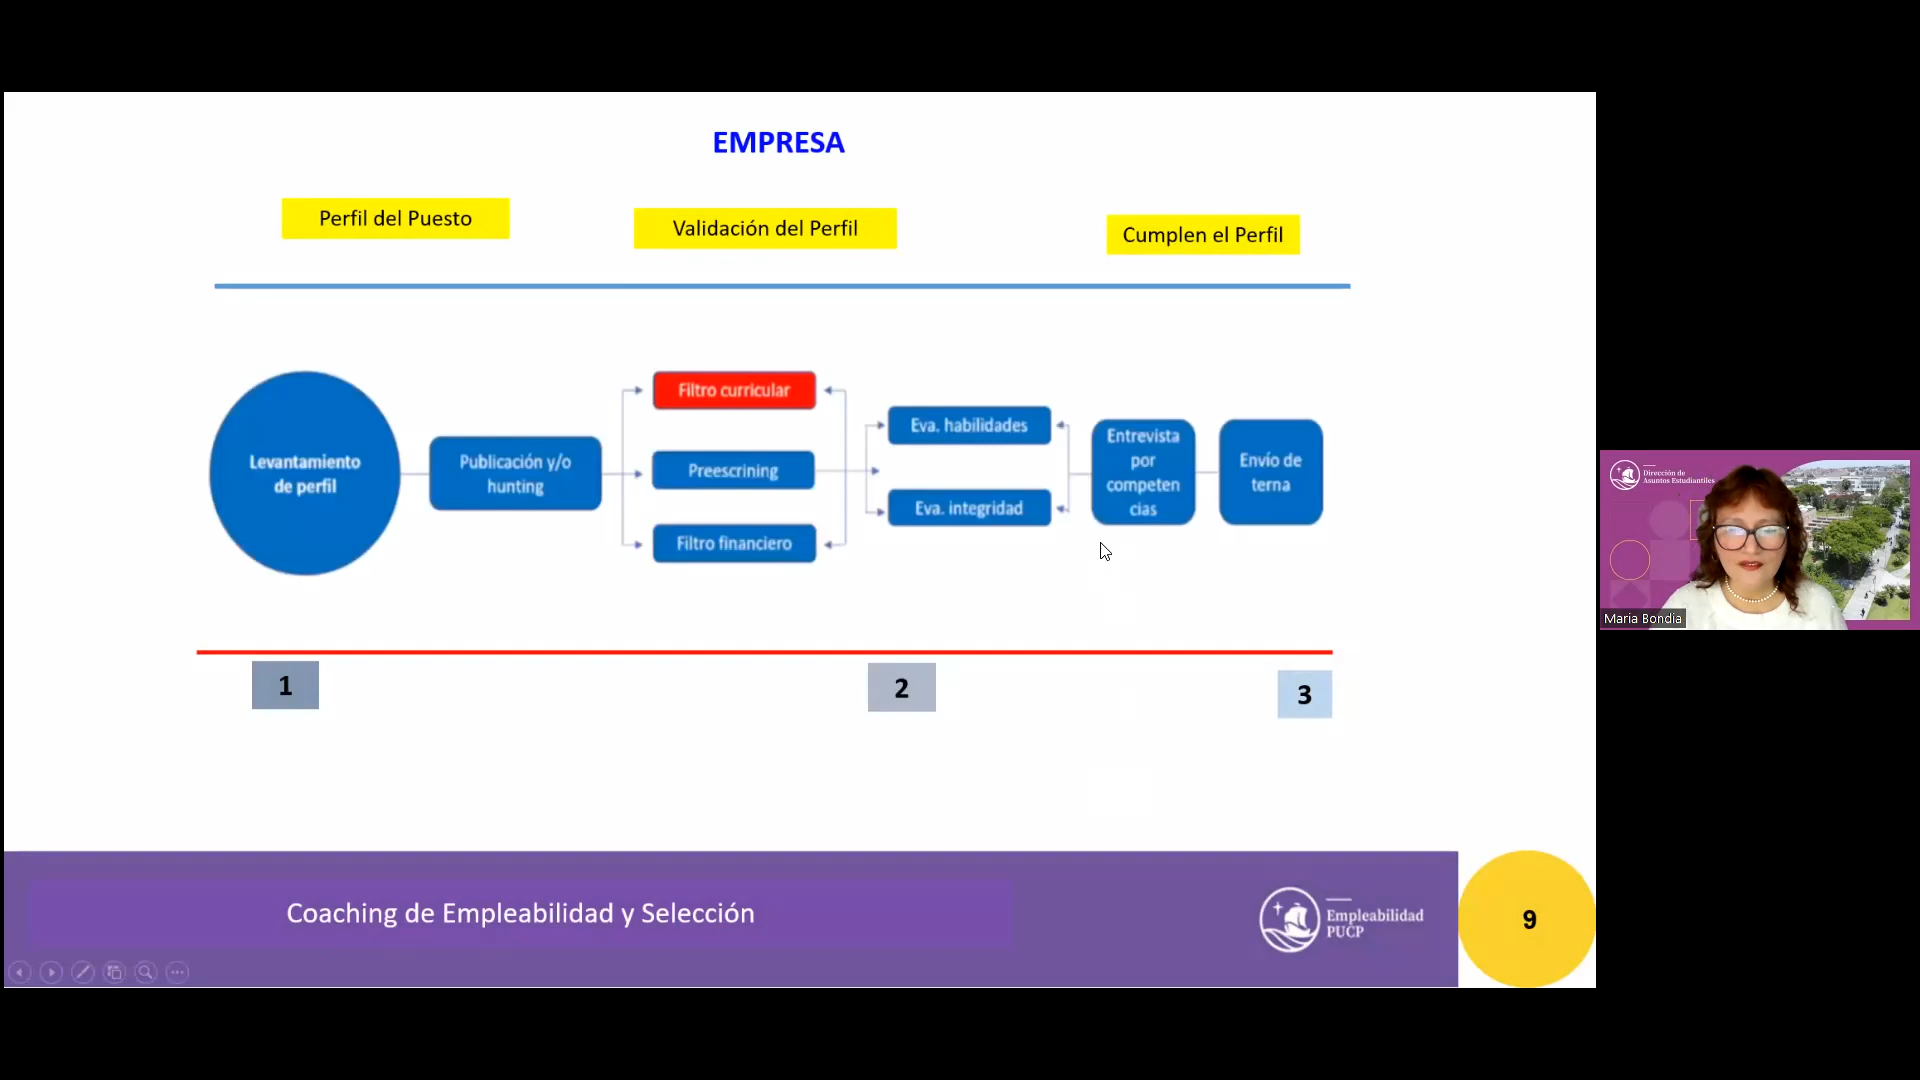 EMPRESA
Perfil del Puesto
Validación del Perfil
Cumplen el Perfil
Levantamiento
de perfil
Publicación y/o
hunting
Filtro curricular
Preescrining
Filtro financiero
Eva. habilidades
Eva. integridad
Entrevista
por
competen
cias
Envío de
terna
1
2
3
Coaching de Empleabilidad y Selección
Empleabilidad
PUCP
9
Dirección de
Asuntos Estudiantiles
Maria Bondia